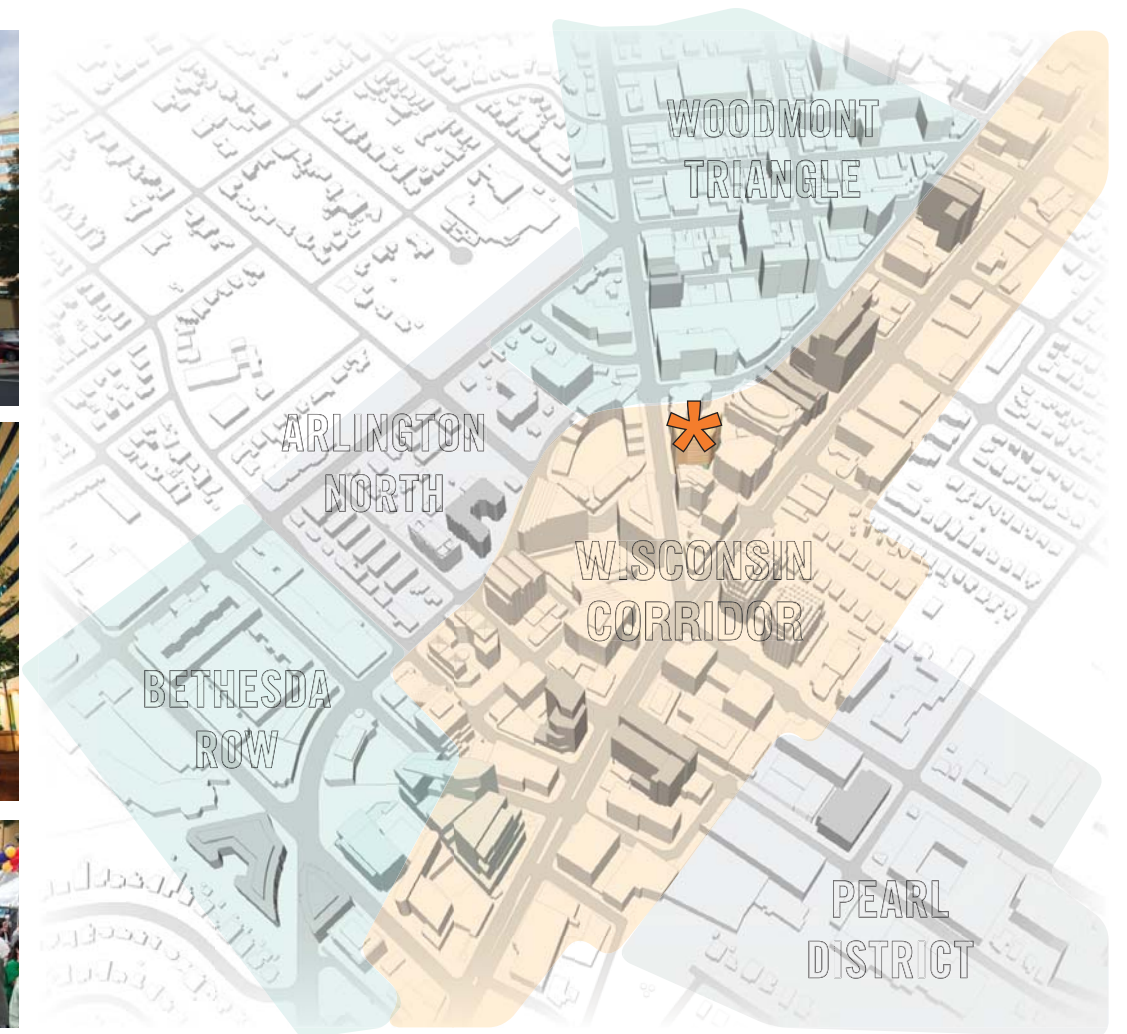 WOODMONT
TRIANGLE
ARLINGTON
NORTH
WISCONSIN
CORRIDOR
BETHESDA
ROW
PEARL
DISTRICT